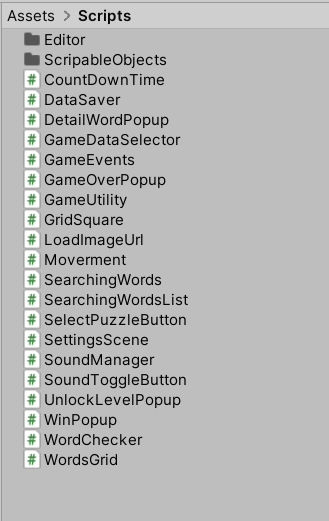 Assets > Scripts
Editor
ScripableObjects
# CountDownTime
# DataSaver
# DetailWordPopup
# GameDataSelector
# GameEvents
# GameOverPopup
# GameUtility
# GridSquare
# LoadImageUrl
# Moverment
# SearchingWords
# SearchingWordsList
# SelectPuzzleButton
# SettingsScene
# SoundManager
# SoundToggleButton
# UnlockLevelPopup
# WinPopup
# WordChecker
# WordsGrid